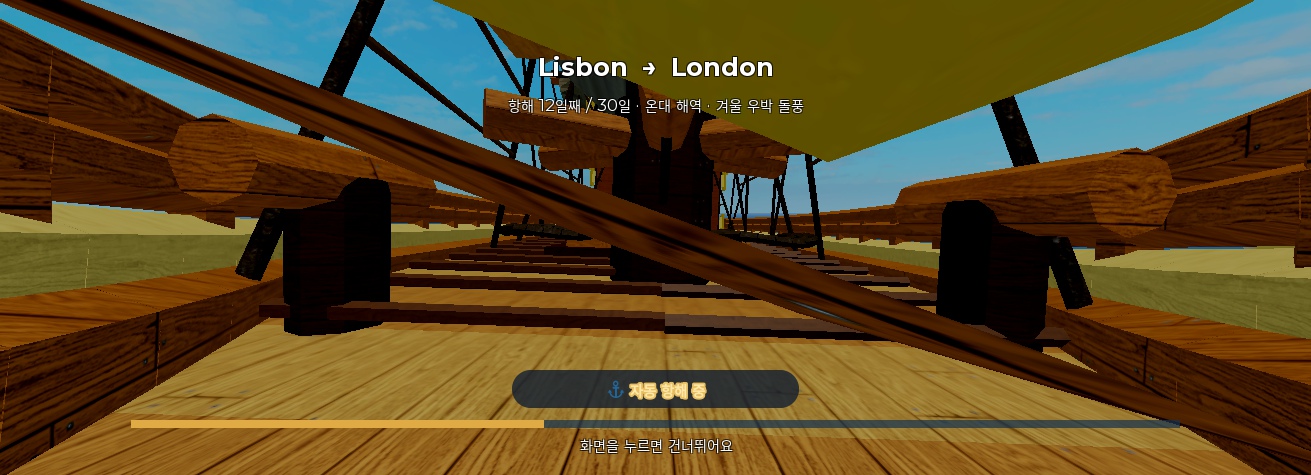 Lisbon → London
항해 12일째 / 30일 · 온대 해역 · 겨울 우박 돌풍
⚓ 자동 항해 중
화면을 누르면 건너뛰어요